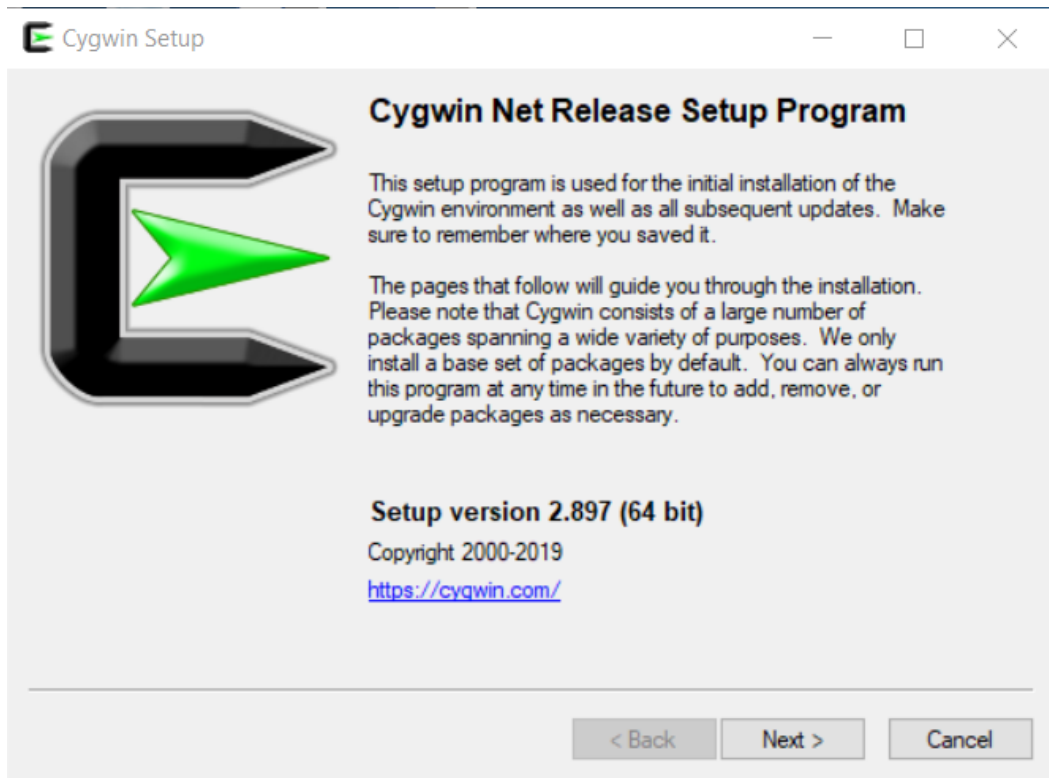 Cygwin Setup
Cygwin Net Release Setup Program
This setup program is used for the initial installation of the
Cygwin environment as well as all subsequent updates.  Make
sure to remember where you saved it.
The pages that follow will guide you through the installation.
Please note that Cygwin consists of a large number of
packages spanning a wide variety of purposes.  We only
install a base set of packages by default.  You can always run
this program at any time in the future to add, remove, or
upgrade packages as necessary.
Setup version 2.897 (64 bit)
Copyright 2000-2019
https://cygwin.com/
< Back
Next >
Cancel